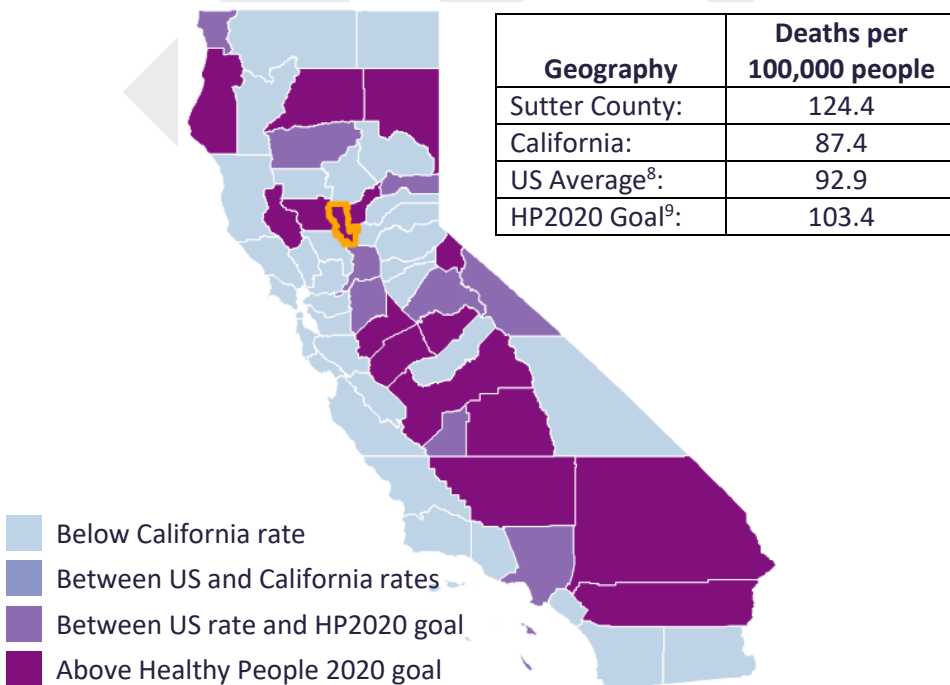 Geography
Deaths per
100,000 people
Sutter County: 124.4
California: 87.4
US Average⁸: 92.9
HP2020 Goal⁹: 103.4
Below California rate
Between US and California rates
Between US rate and HP2020 goal
Above Healthy People 2020 goal